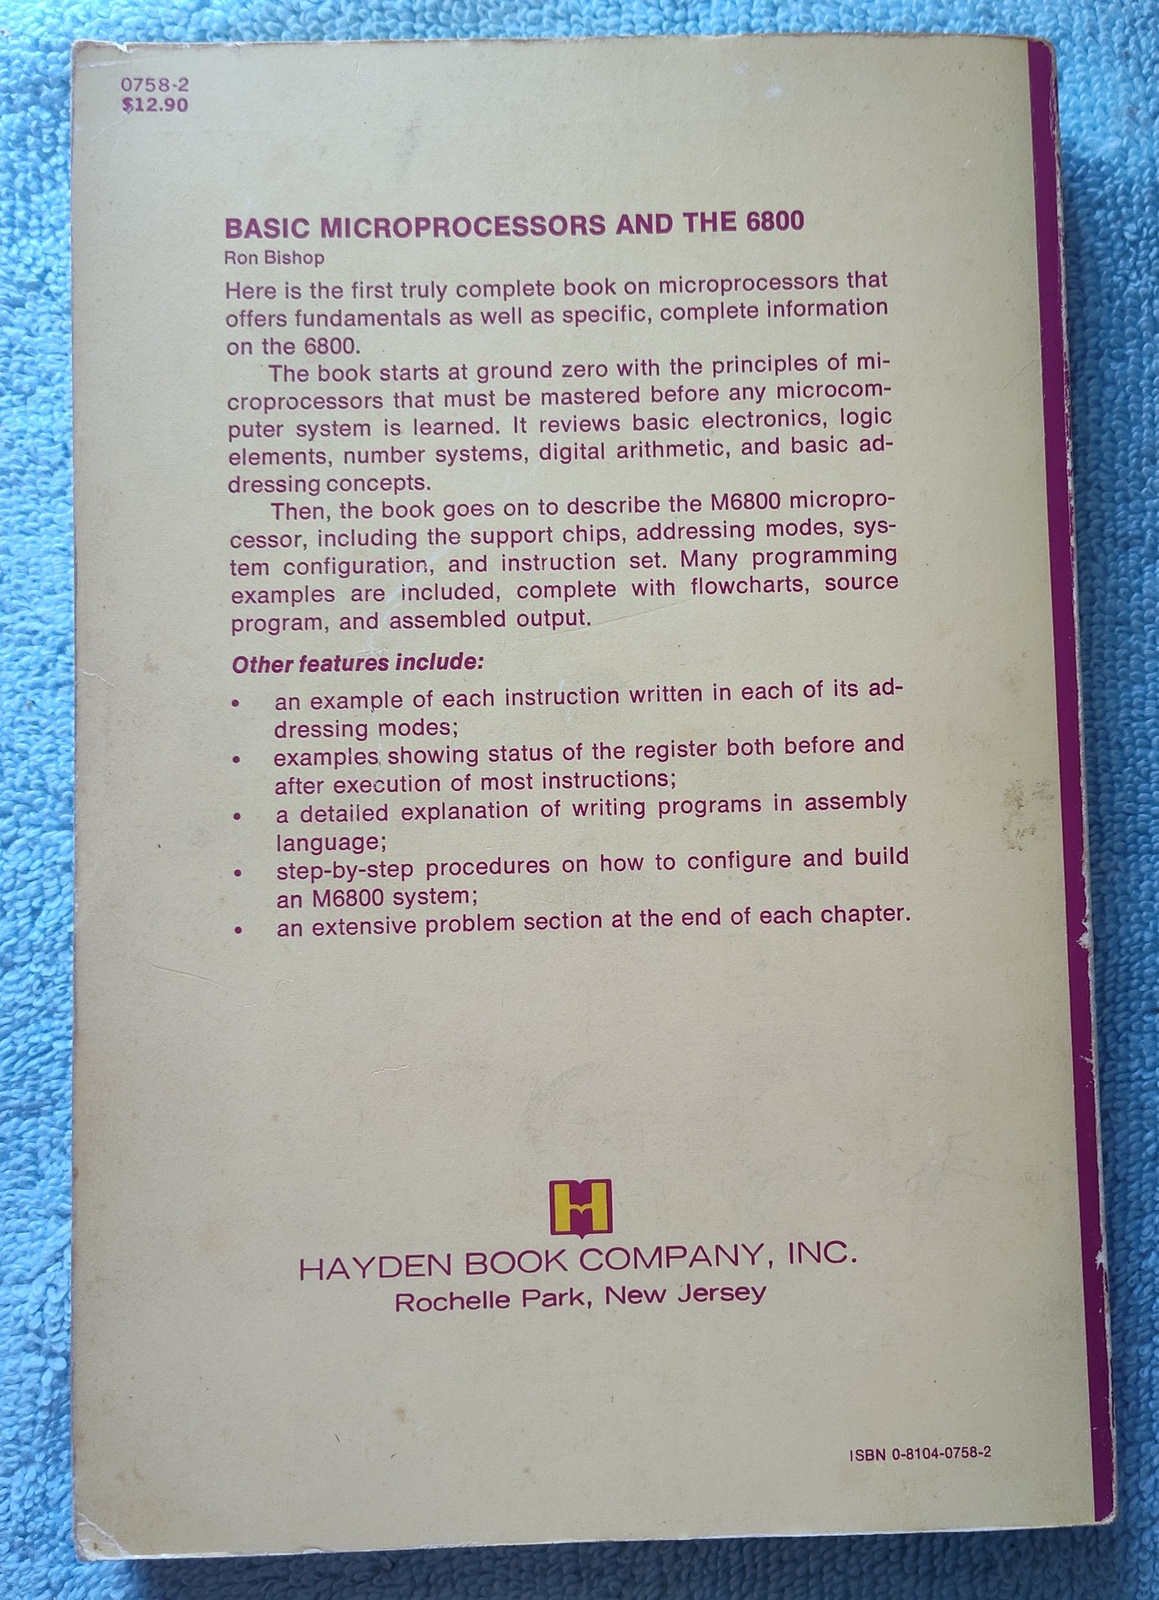 0758-2
$12.90
BASIC MICROPROCESSORS AND THE 6800
Ron Bishop
Here is the first truly complete book on microprocessors that
offers fundamentals as well as specific, complete information
on the 6800.
The book starts at ground zero with the principles of mi-
croprocessors that must be mastered before any microcom-
puter system is learned. It reviews basic electronics, logic
elements, number systems, digital arithmetic, and basic ad-
dressing concepts.
Then, the book goes on to describe the M6800 micropro-
cessor, including the support chips, addressing modes, sys-
tem configuration, and instruction set. Many programming
examples are included, complete with flowcharts, source
program, and assembled output.
Other features include:
• an example of each instruction written in each of its ad-
dressing modes;
• examples showing status of the register both before and
after execution of most instructions;
• a detailed explanation of writing programs in assembly
language;
• step-by-step procedures on how to configure and build
an M6800 system;
• an extensive problem section at the end of each chapter.
H
HAYDEN BOOK COMPANY, INC.
Rochelle Park, New Jersey
ISBN 0-8104-0758-2